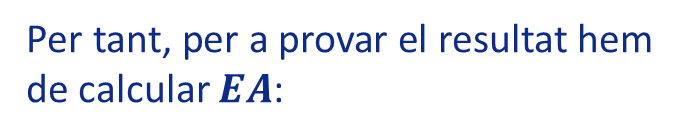 Per tant, per a provar el resultat hem
de calcular EA: